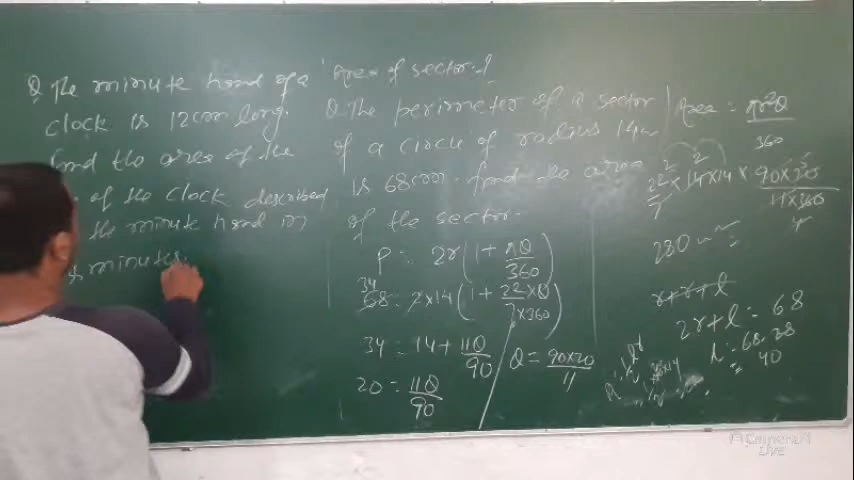 Area of sector
Q The minute hand of a
clock is 12cm long.
find the area of the
of the clock described
the minute hand in
minutes.
Q. The perimeter of a sector
of a circle of radius 14cm
is 68cm. find the area
of the sector.
P = 2r(1 + πθ/360)
34
68 = 2×14(1 + 22×θ/7×360)
34 = 14 + 11θ/90
20 = 11θ/90
θ = 90×20/11
Area = πr²θ/360
2 2
22/7 × 14×14 × 90×20/11×360
4
280
r+r+l
2r+l = 68
l = 68-28
= 40